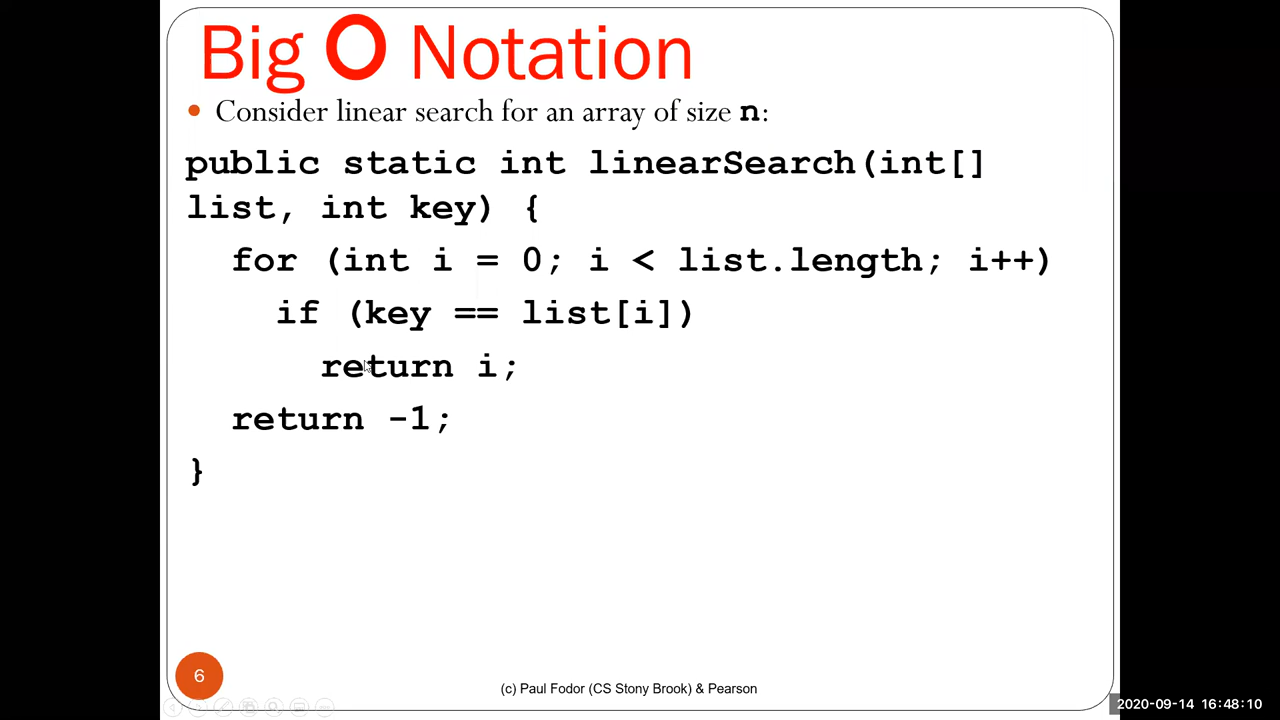 Big O Notation
• Consider linear search for an array of size n:
public static int linearSearch(int[]
list, int key) {
for (int i = 0; i < list.length; i++)
if (key == list[i])
return i;
return -1;
}
6
(c) Paul Fodor (CS Stony Brook) & Pearson
2020-09-14 16:48:10